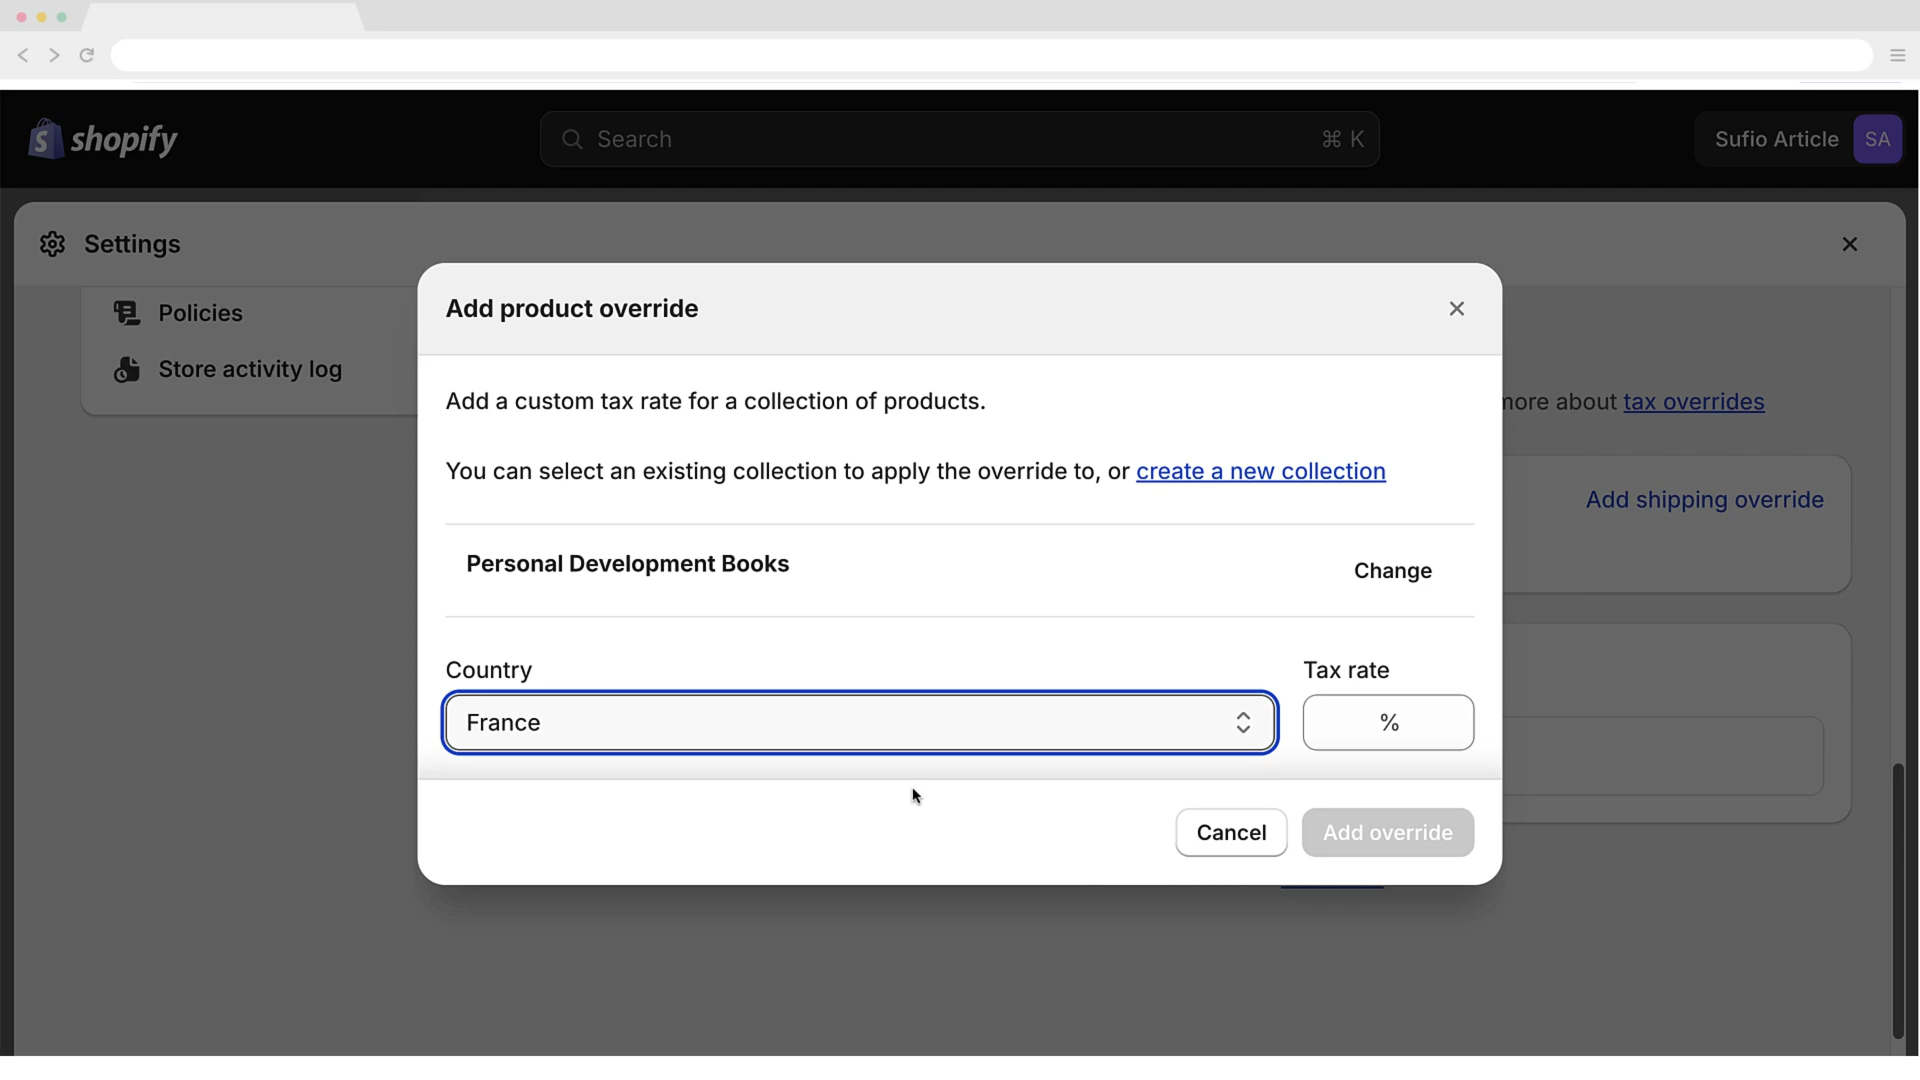 shopify
Search
⌘ K
Sufio Article
SA
Settings
Policies
Store activity log
Add product override
Add a custom tax rate for a collection of products.
more about tax overrides
You can select an existing collection to apply the override to, or create a new collection
Add shipping override
Personal Development Books
Change
Country
Tax rate
France
%
Cancel
Add override